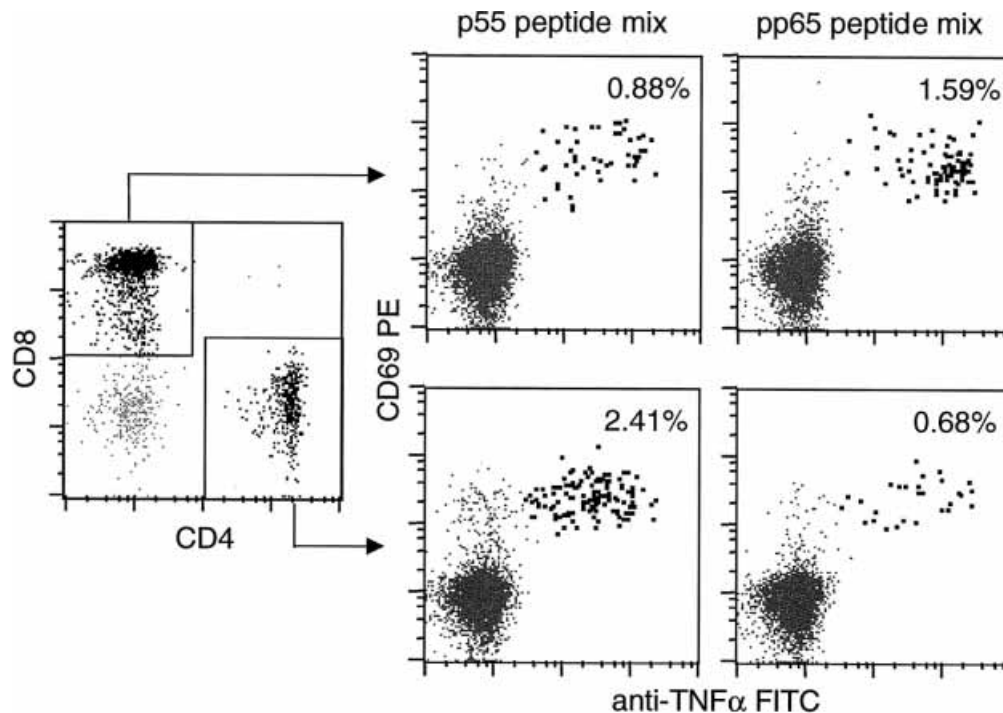 p55 peptide mix
pp65 peptide mix
0.88%
1.59%
CD8
CD4
CD69 PE
2.41%
0.68%
anti-TNFα FITC